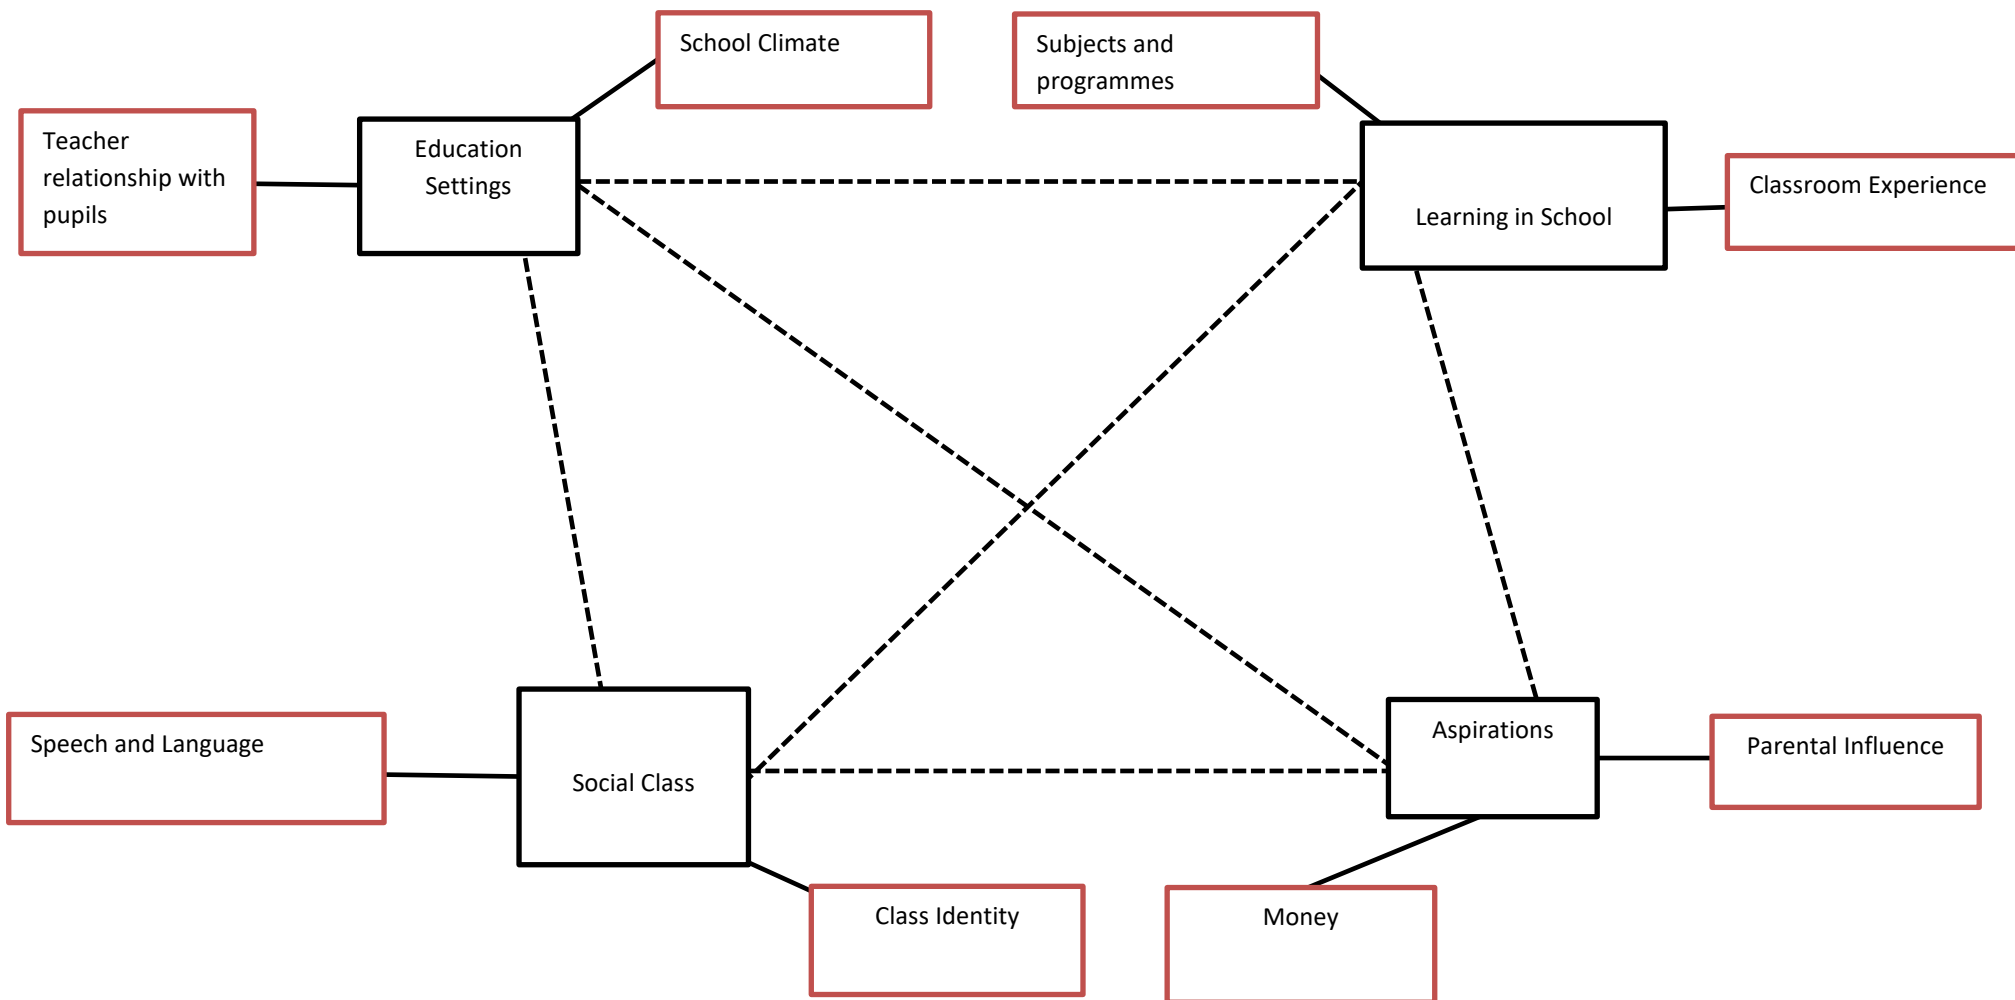 School Climate
Subjects and
programmes
Teacher
relationship with
pupils
Education
Settings
Learning in School
Classroom Experience
Speech and Language
Social Class
Aspirations
Parental Influence
Class Identity
Money